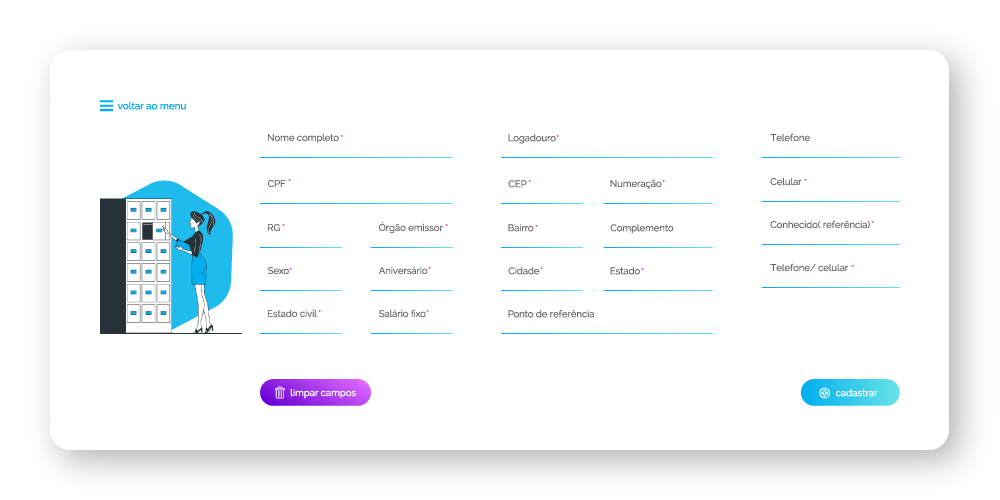 voltar ao menu
Nome completo*
Logadouro*
Telefone
CPF *
CEP *
Numeração*
Celular *
RG *
Órgão emissor *
Bairro *
Complemento
Conhecido( referência)*
Sexo*
Aniversário*
Cidade*
Estado*
Telefone/ celular *
Estado civil *
Salário fixo*
Ponto de referência
limpar campos
cadastrar